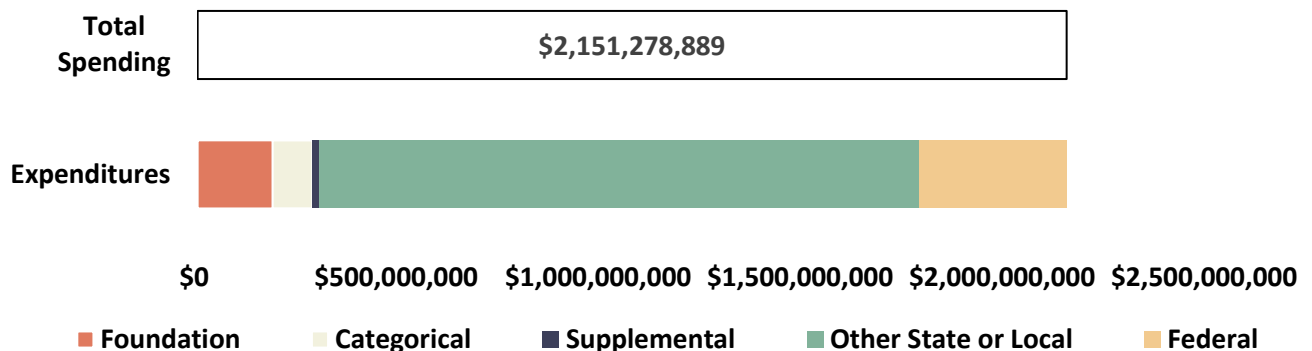 Total
Spending
$2,151,278,889
Expenditures
$0 $500,000,000 $1,000,000,000 $1,500,000,000 $2,000,000,000 $2,500,000,000
Foundation Categorical Supplemental Other State or Local Federal